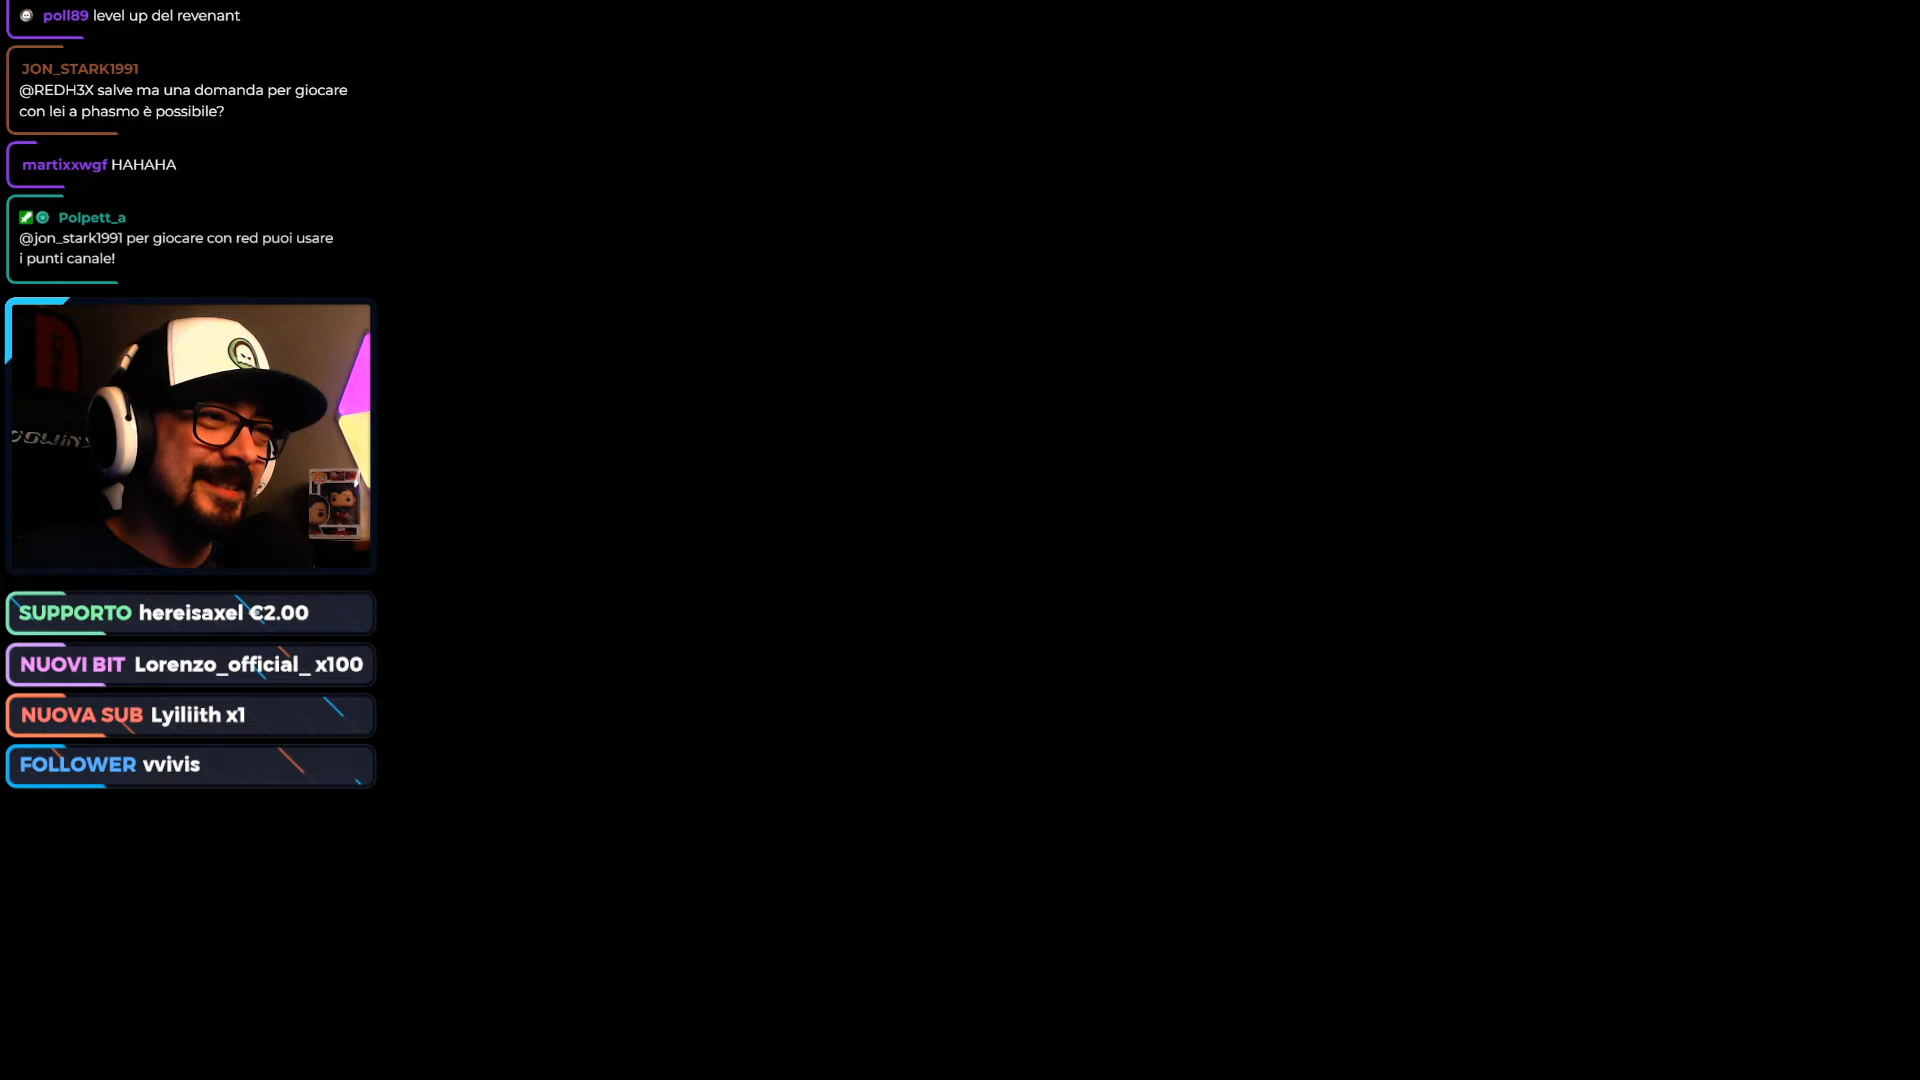 poll89 level up del revenant
JON_STARK1991
@REDH3X salve ma una domanda per giocare
con lei a phasmo è possibile?
martixxwgf HAHAHA
Polpett_a
@jon_stark1991 per giocare con red puoi usare
i punti canale!
SUPPORTO hereisaxel €2.00
NUOVI BIT Lorenzo_official_ x100
NUOVA SUB Lyiliith x1
FOLLOWER vvivis